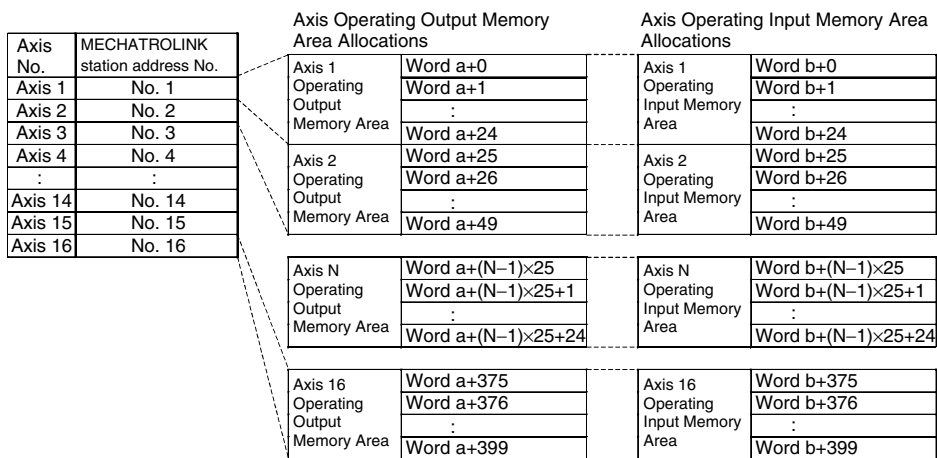 Axis No.
MECHATROLINK station address No.
Axis 1 No. 1
Axis 2 No. 2
Axis 3 No. 3
Axis 4 No. 4
: :
Axis 14 No. 14
Axis 15 No. 15
Axis 16 No. 16
Axis Operating Output Memory
Area Allocations
Axis 1
Operating
Output
Memory Area
Word a+0
Word a+1
:
Word a+24
Axis 2
Operating
Output
Memory Area
Word a+25
Word a+26
:
Word a+49
Axis N
Operating
Output
Memory Area
Word a+(N−1)×25
Word a+(N−1)×25+1
:
Word a+(N−1)×25+24
Axis 16
Operating
Output
Memory Area
Word a+375
Word a+376
:
Word a+399
Axis Operating Input Memory Area
Allocations
Axis 1
Operating
Input Memory
Area
Word b+0
Word b+1
:
Word b+24
Axis 2
Operating
Input Memory
Area
Word b+25
Word b+26
:
Word b+49
Axis N
Operating
Input Memory
Area
Word b+(N−1)×25
Word b+(N−1)×25+1
:
Word b+(N−1)×25+24
Axis 16
Operating
Input Memory
Area
Word b+375
Word b+376
:
Word b+399